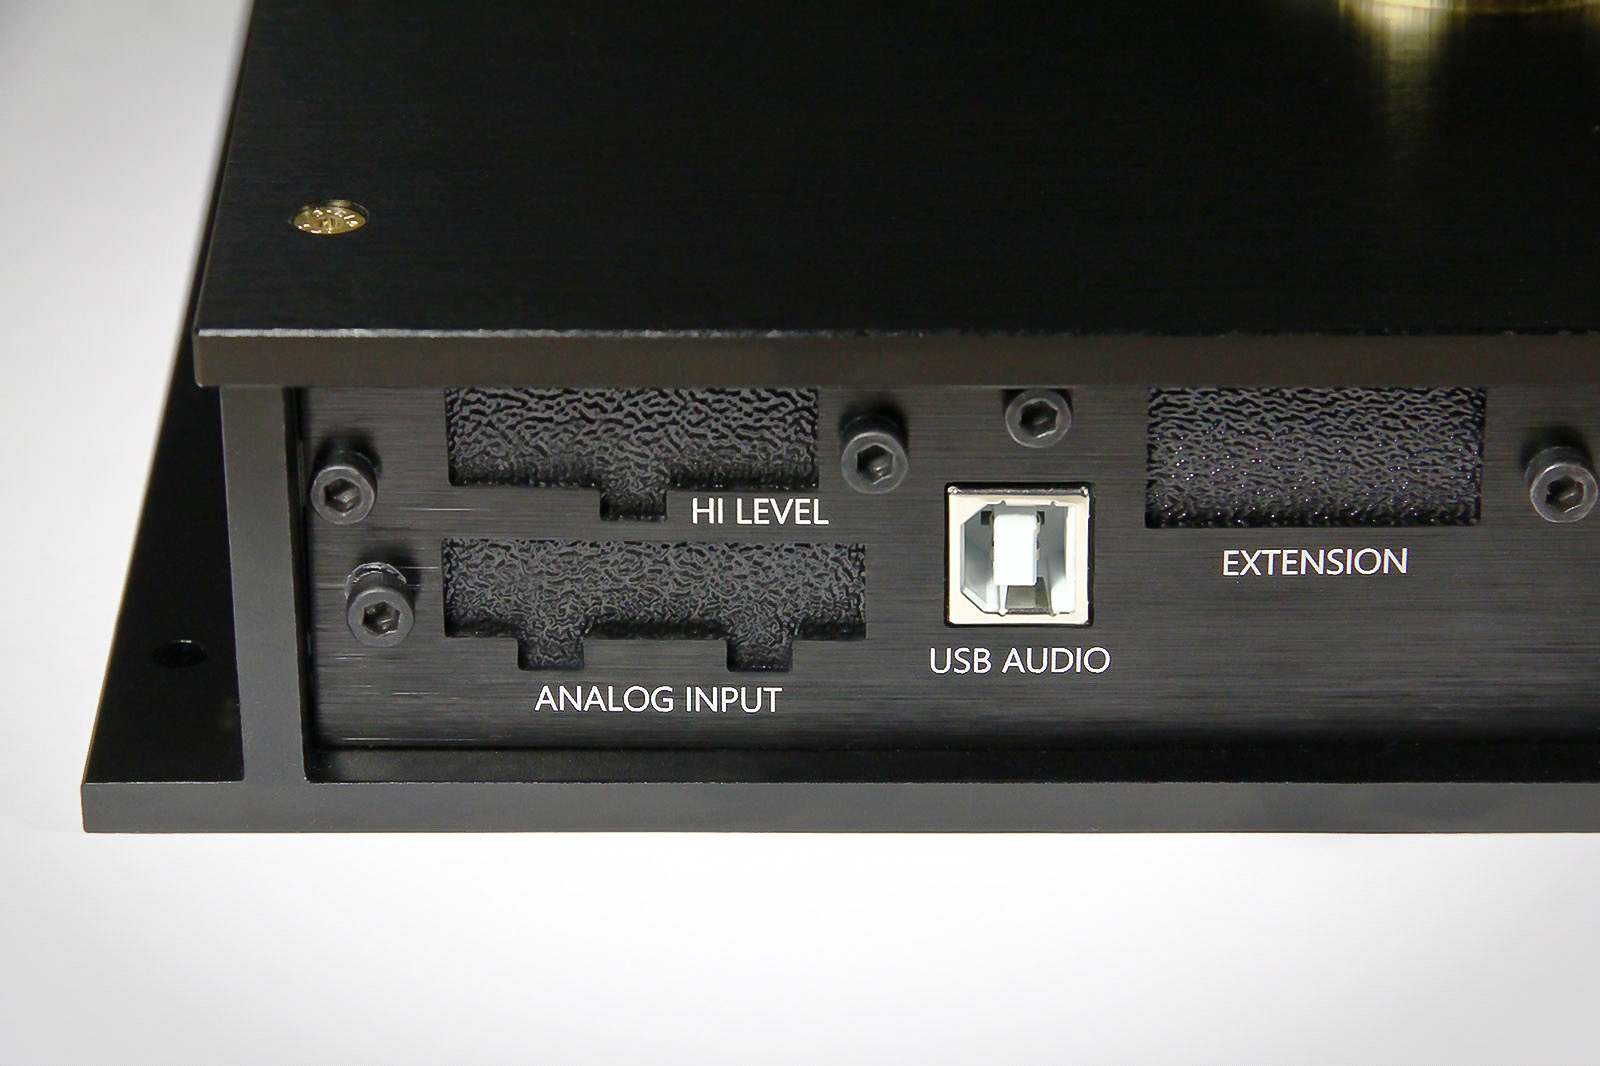 HI LEVEL
ANALOG INPUT
USB AUDIO
EXTENSION